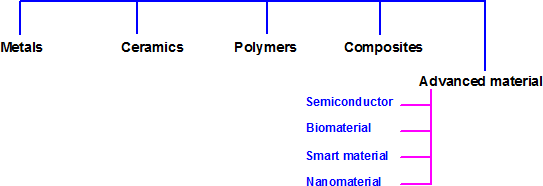 Metals Ceramics Polymers Composites
Advanced material
Semiconductor
Biomaterial
Smart material
Nanomaterial